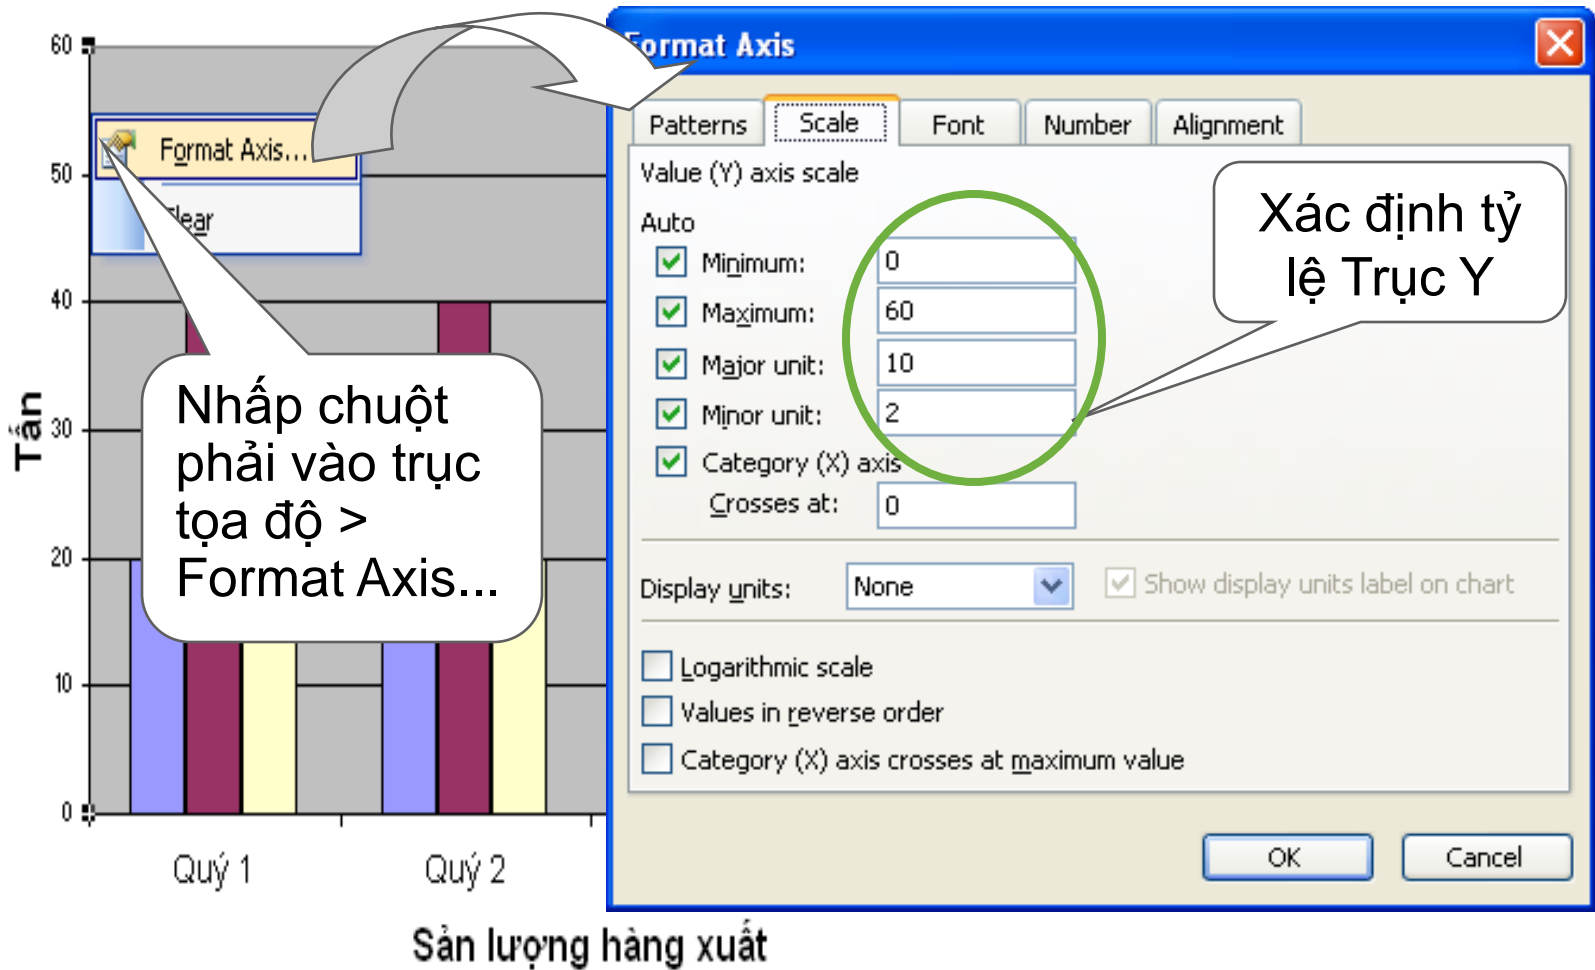 60
50
40
30
20
10
0
Tấn
Format Axis...
Clear
Nhấp chuột
phải vào trục
tọa độ >
Format Axis...
Quý 1
Quý 2
Sản lượng hàng xuất
Format Axis
Patterns
Scale
Font
Number
Alignment
Value (Y) axis scale
Auto
Minimum: 0
Maximum: 60
Major unit: 10
Minor unit: 2
Category (X) axis
Crosses at: 0
Xác định tỷ
lệ Trục Y
Display units: None
Show display units label on chart
Logarithmic scale
Values in reverse order
Category (X) axis crosses at maximum value
OK
Cancel